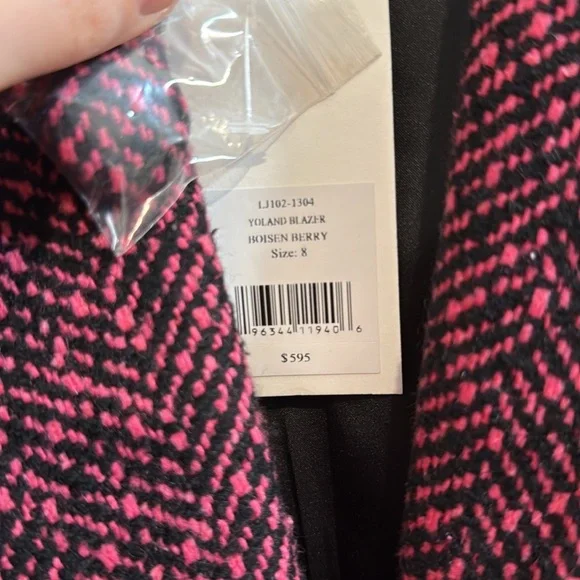 LJ102-1304
YOLAND BLAZER
BOISEN BERRY
Size: 8
96344 11940 6
$595